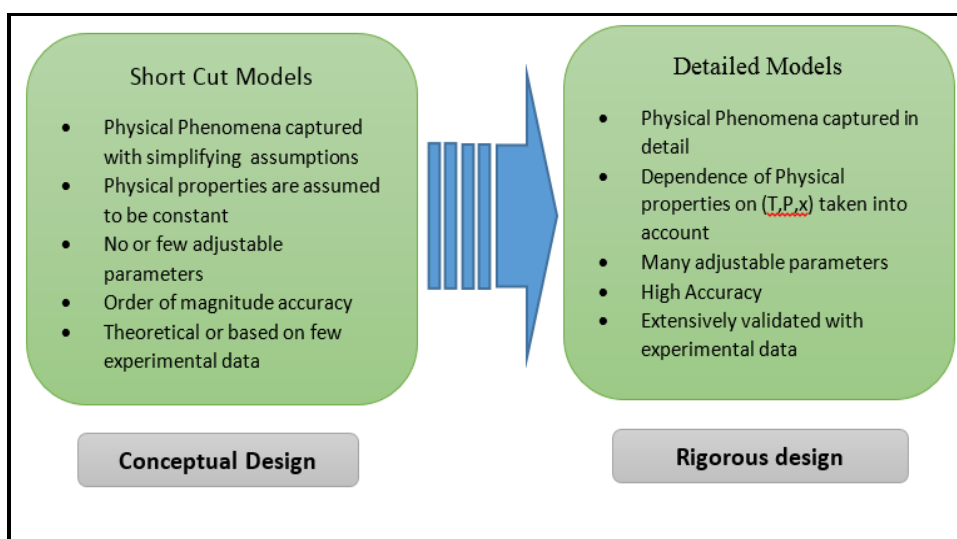 Short Cut Models
• Physical Phenomena captured
with simplifying assumptions
• Physical properties are assumed
to be constant
• No or few adjustable
parameters
• Order of magnitude accuracy
• Theoretical or based on few
experimental data
Conceptual Design
Detailed Models
• Physical Phenomena captured in
detail
• Dependence of Physical
properties on (T,P,x) taken into
account
• Many adjustable parameters
• High Accuracy
• Extensively validated with
experimental data
Rigorous design